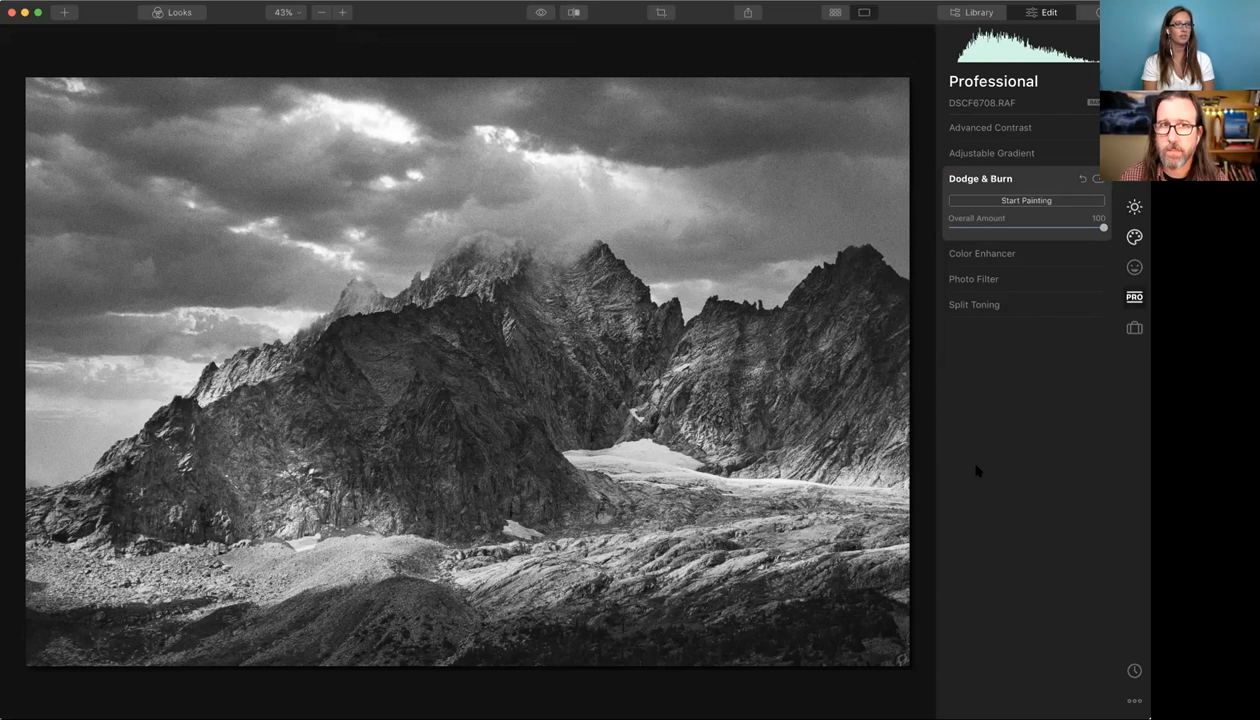 Looks
43%
Library
Edit
Professional
DSCF6708.RAF
Advanced Contrast
Adjustable Gradient
Dodge & Burn
Start Painting
Overall Amount 100
Color Enhancer
PRO
Photo Filter
Split Toning